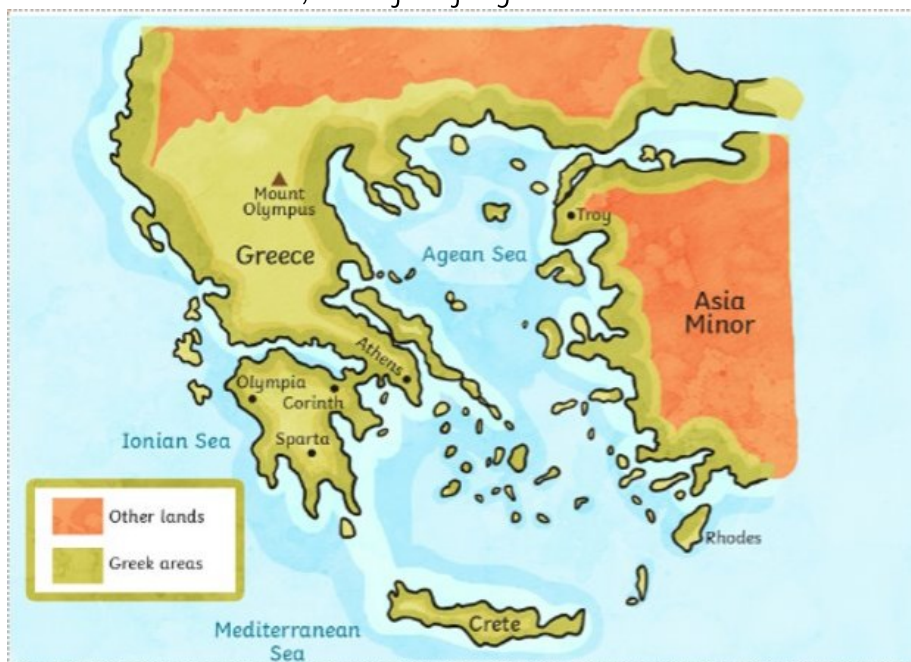 Mount
Olympus
Greece
Agean Sea
Troy
Asia
Minor
Athens
Olympia
Corinth
Sparta
Ionian Sea
Other lands
Greek areas
Rhodes
Crete
Mediterranean
Sea